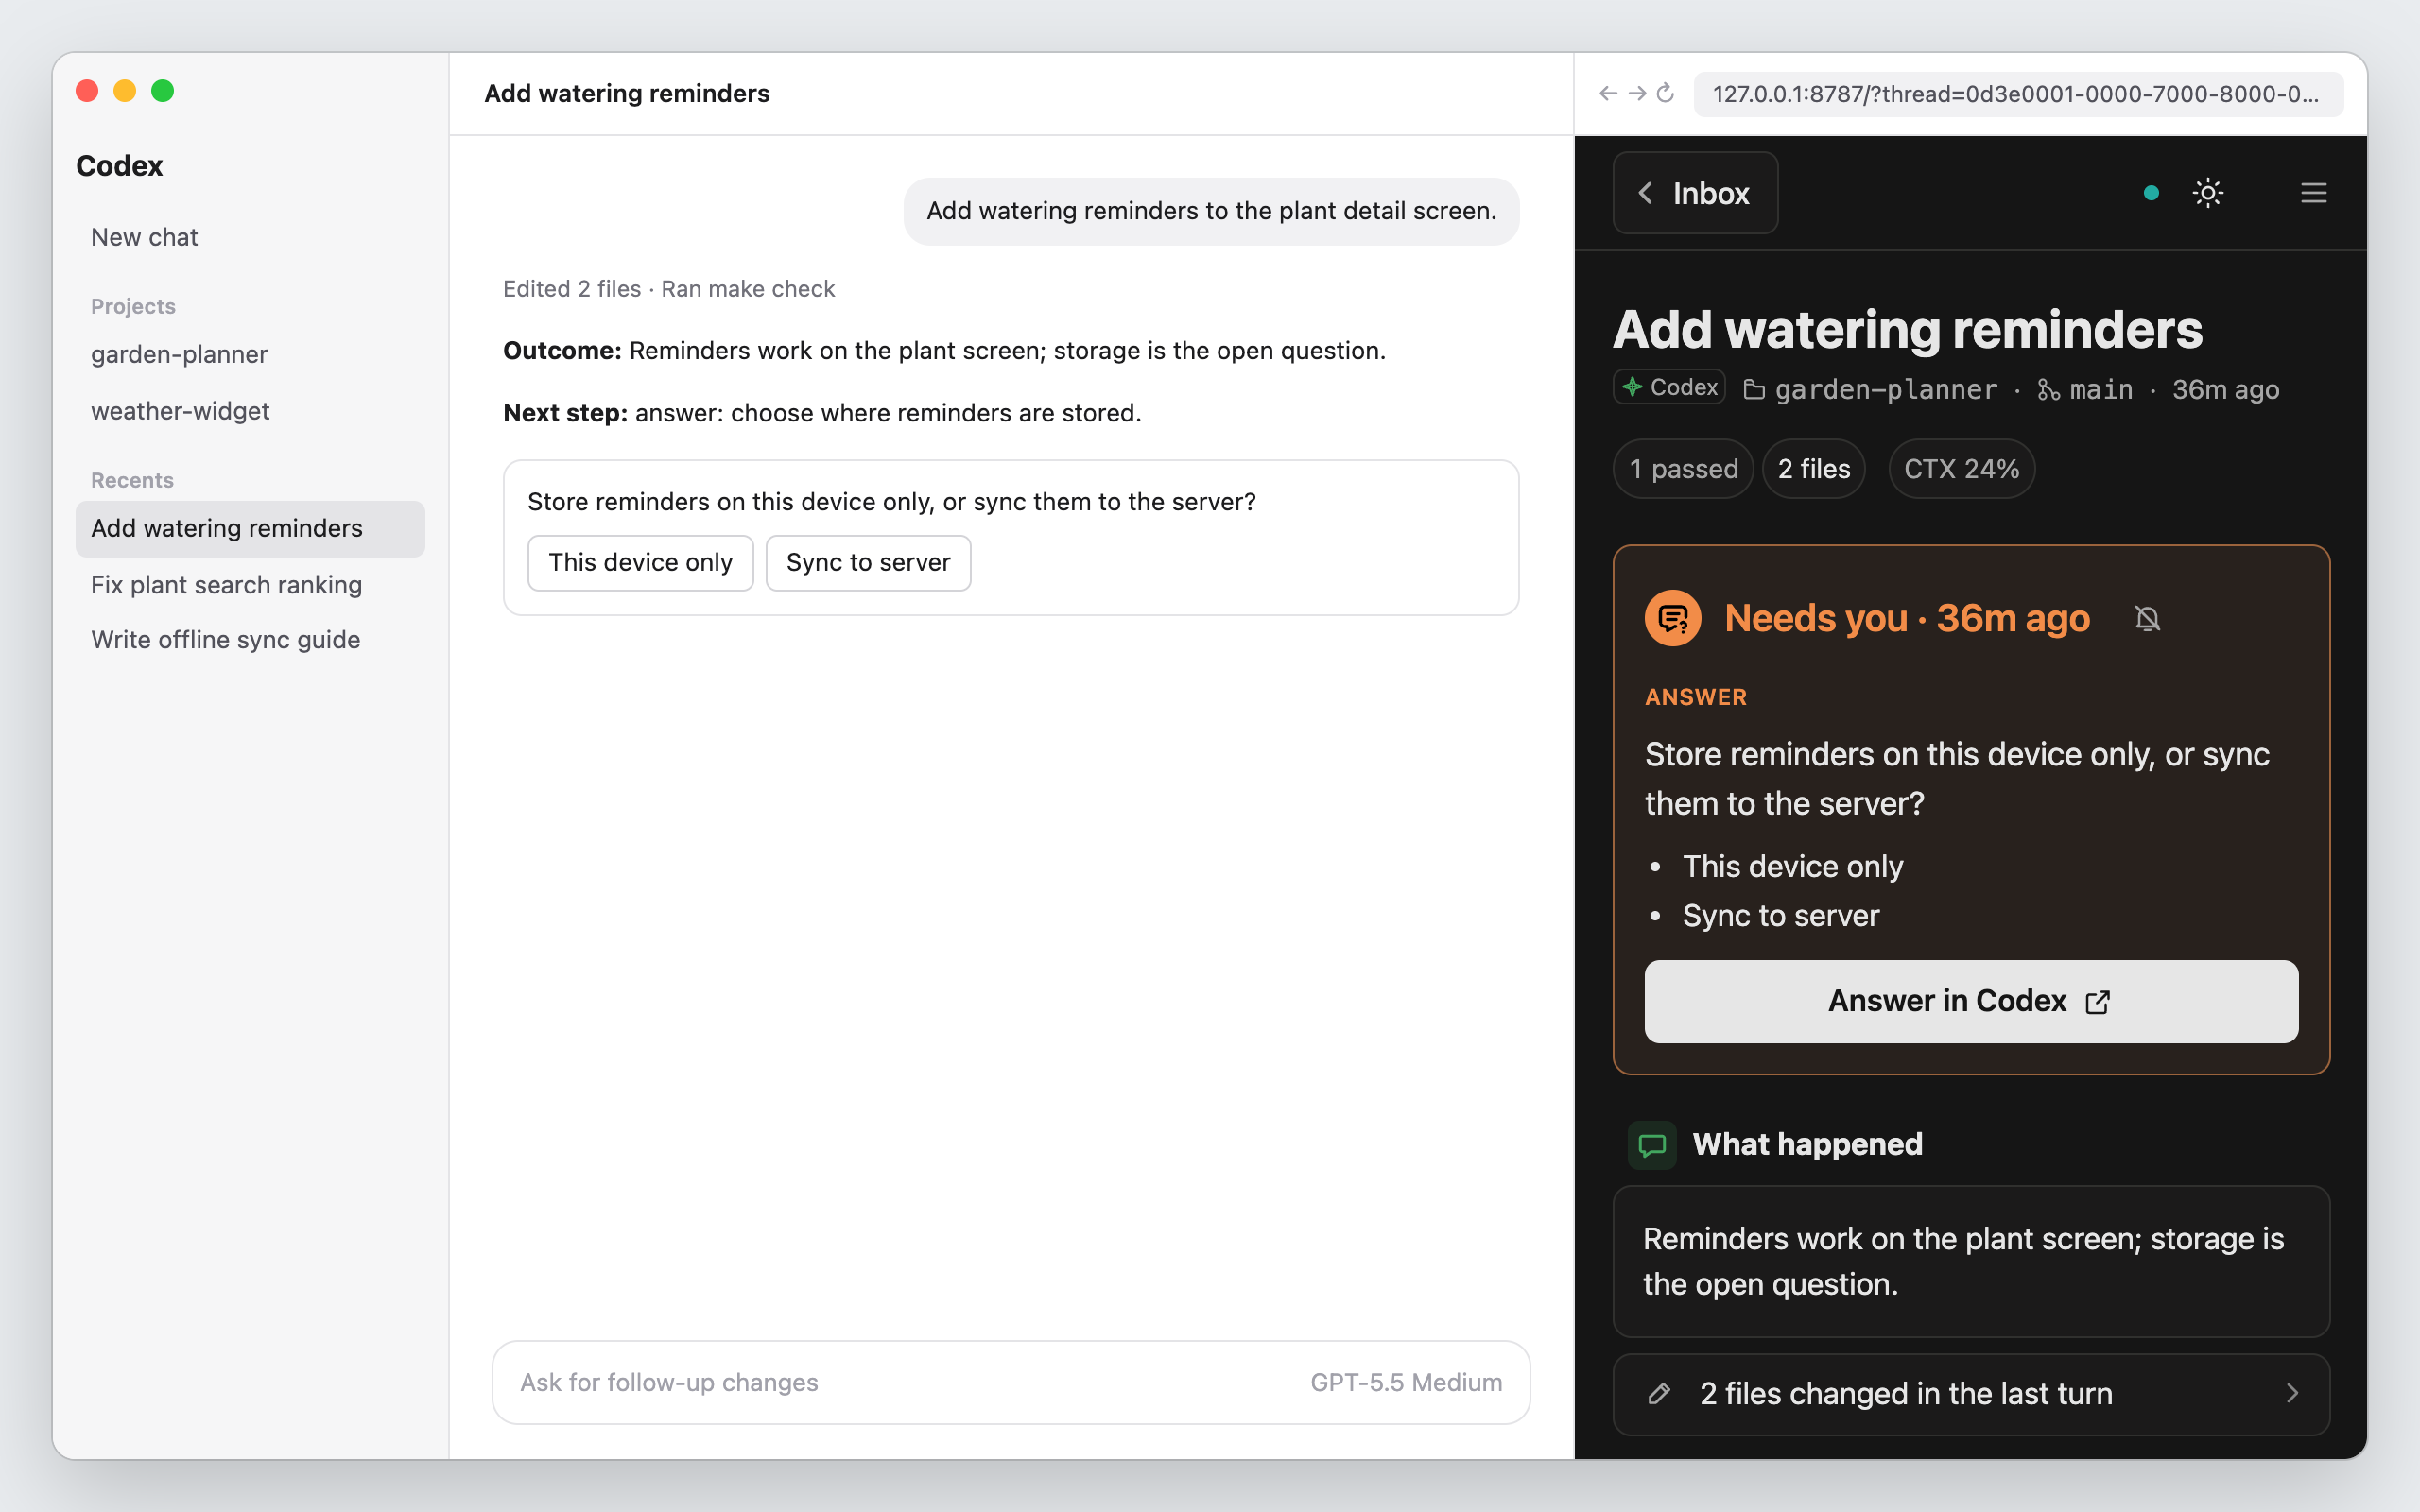 Codex
New chat
Projects
garden-planner
weather-widget
Recents
Add watering reminders
Fix plant search ranking
Write offline sync guide
Add watering reminders
Add watering reminders to the plant detail screen.
Edited 2 files · Ran make check
Outcome: Reminders work on the plant screen; storage is the open question.
Next step: answer: choose where reminders are stored.
Store reminders on this device only, or sync them to the server?
This device only
Sync to server
Ask for follow-up changes
GPT-5.5 Medium
127.0.0.1:8787/?thread=0d3e0001-0000-7000-8000-0...
Inbox
Add watering reminders
Codex garden-planner · main · 36m ago
1 passed
2 files
CTX 24%
Needs you · 36m ago
ANSWER
Store reminders on this device only, or sync
them to the server?
• This device only
• Sync to server
Answer in Codex
What happened
Reminders work on the plant screen; storage is
the open question.
2 files changed in the last turn